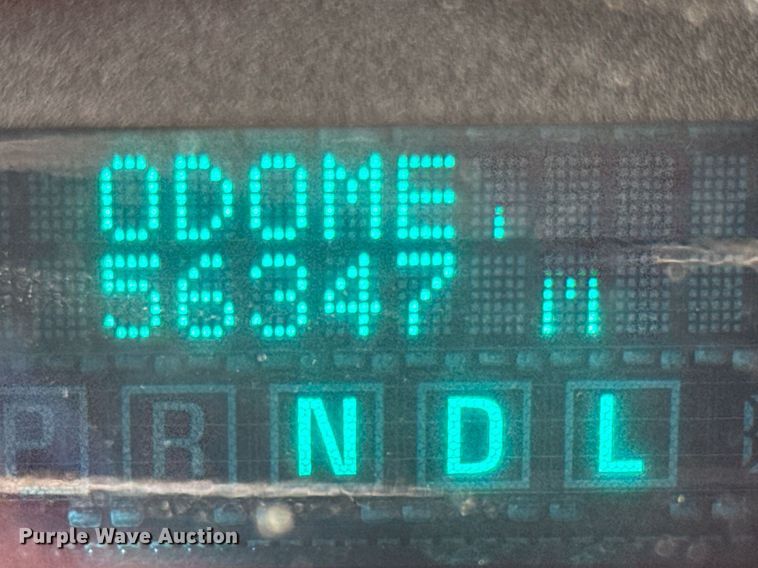 ODOME.
56347 M
P R N D L
Purple Wave Auction